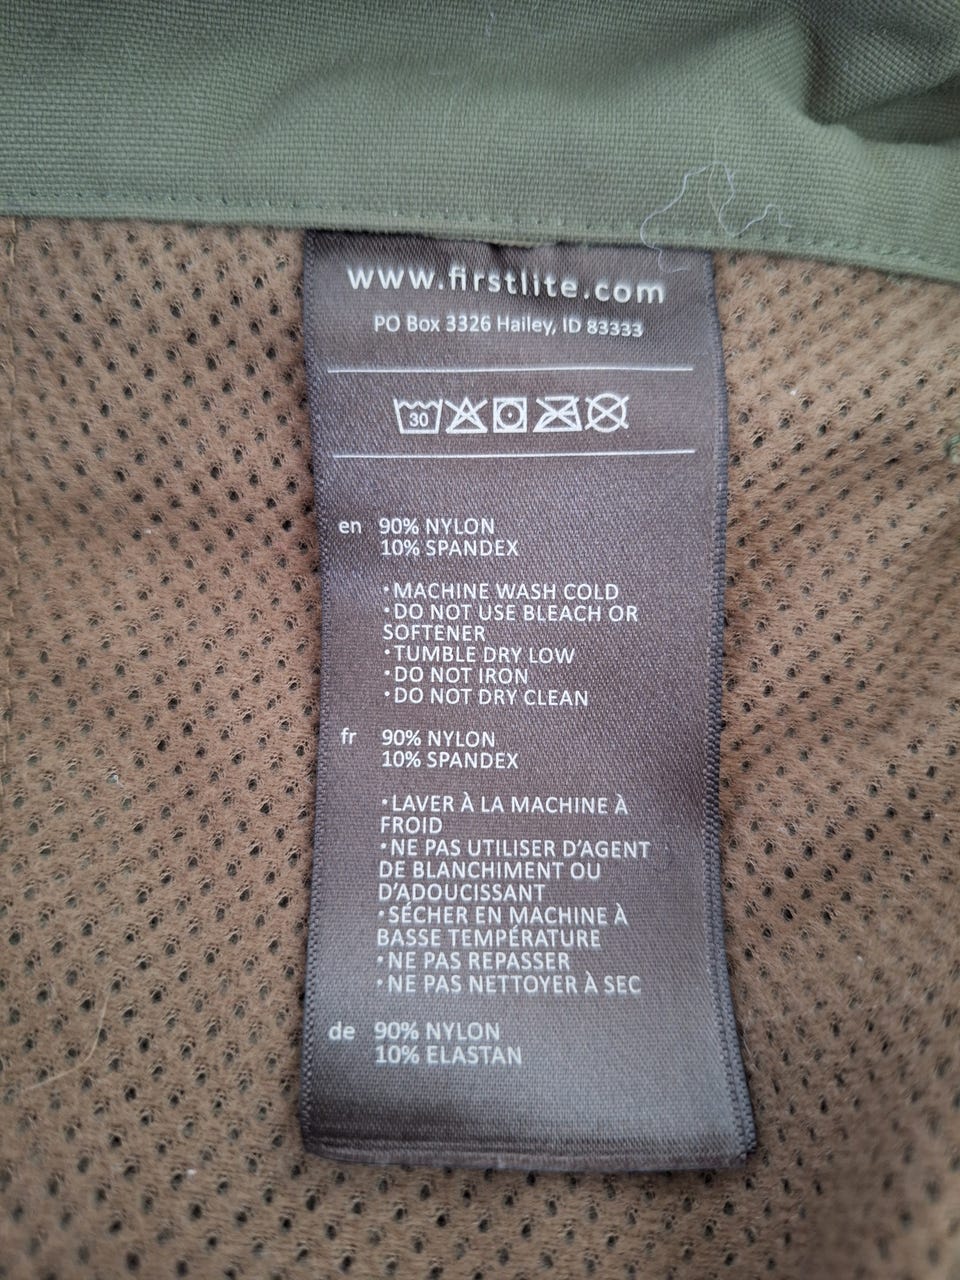 www.firstlite.com
PO Box 3326 Hailey, ID 83333
30
en 90% NYLON
10% SPANDEX
•MACHINE WASH COLD
•DO NOT USE BLEACH OR
SOFTENER
•TUMBLE DRY LOW
•DO NOT IRON
•DO NOT DRY CLEAN
fr 90% NYLON
10% SPANDEX
•LAVER À LA MACHINE À
FROID
•NE PAS UTILISER D'AGENT
DE BLANCHIMENT OU
D'ADOUCISSANT
•SÉCHER EN MACHINE À
BASSE TEMPÉRATURE
•NE PAS REPASSER
•NE PAS NETTOYER À SEC
de 90% NYLON
10% ELASTAN